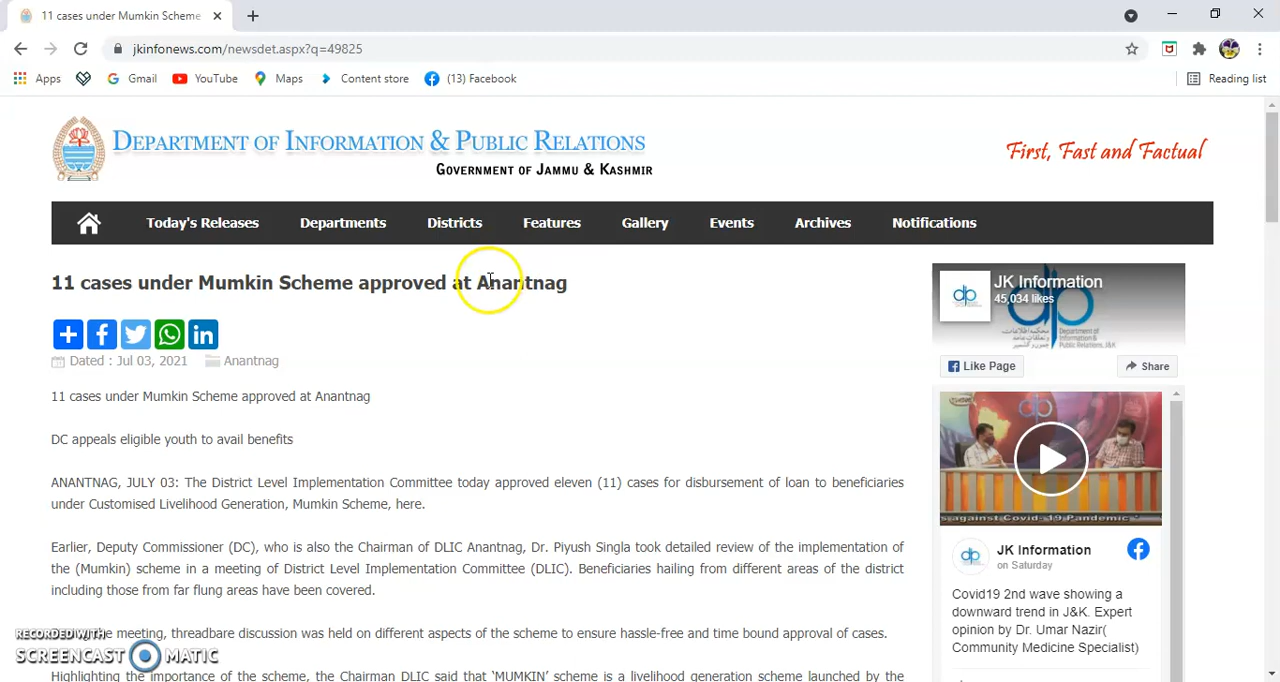 11 cases under Mumkin Scheme
jkinfonews.com/newsdet.aspx?q=49825
Apps Gmail YouTube Maps Content store (13) Facebook Reading list
DEPARTMENT OF INFORMATION & PUBLIC RELATIONS
GOVERNMENT OF JAMMU & KASHMIR
First, Fast and Factual
Today's Releases Departments Districts Features Gallery Events Archives Notifications
11 cases under Mumkin Scheme approved at Anantnag
Dated : Jul 03, 2021 Anantnag
11 cases under Mumkin Scheme approved at Anantnag
DC appeals eligible youth to avail benefits
ANANTNAG, JULY 03: The District Level Implementation Committee today approved eleven (11) cases for disbursement of loan to beneficiaries
under Customised Livelihood Generation, Mumkin Scheme, here.
Earlier, Deputy Commissioner (DC), who is also the Chairman of DLIC Anantnag, Dr. Piyush Singla took detailed review of the implementation of
the (Mumkin) scheme in a meeting of District Level Implementation Committee (DLIC). Beneficiaries hailing from different areas of the district
including those from far flung areas have been covered.
the meeting, threadbare discussion was held on different aspects of the scheme to ensure hassle-free and time bound approval of cases.
Highlighting the importance of the scheme, the Chairman DLIC said that 'MUMKIN' scheme is a livelihood generation scheme launched by the
RECORDED WITH
SCREENCAST MATIC
JK Information
45,034 likes
Like Page Share
s against Covid-19 Pandemic
JK Information
on Saturday
Covid19 2nd wave showing a
downward trend in J&K. Expert
opinion by Dr. Umar Nazir(
Community Medicine Specialist)